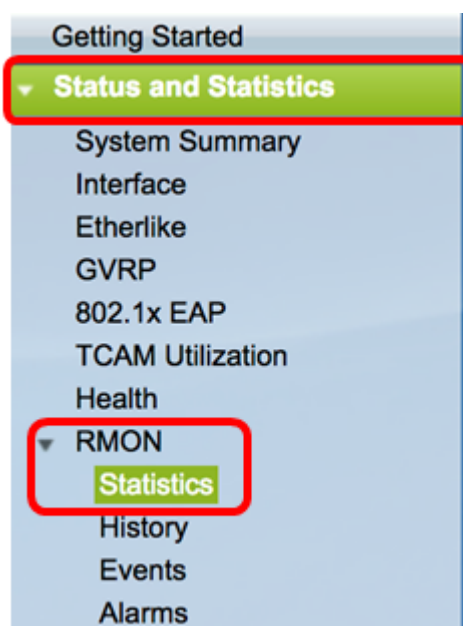 Getting Started
Status and Statistics
System Summary
Interface
Etherlike
GVRP
802.1x EAP
TCAM Utilization
Health
RMON
Statistics
History
Events
Alarms